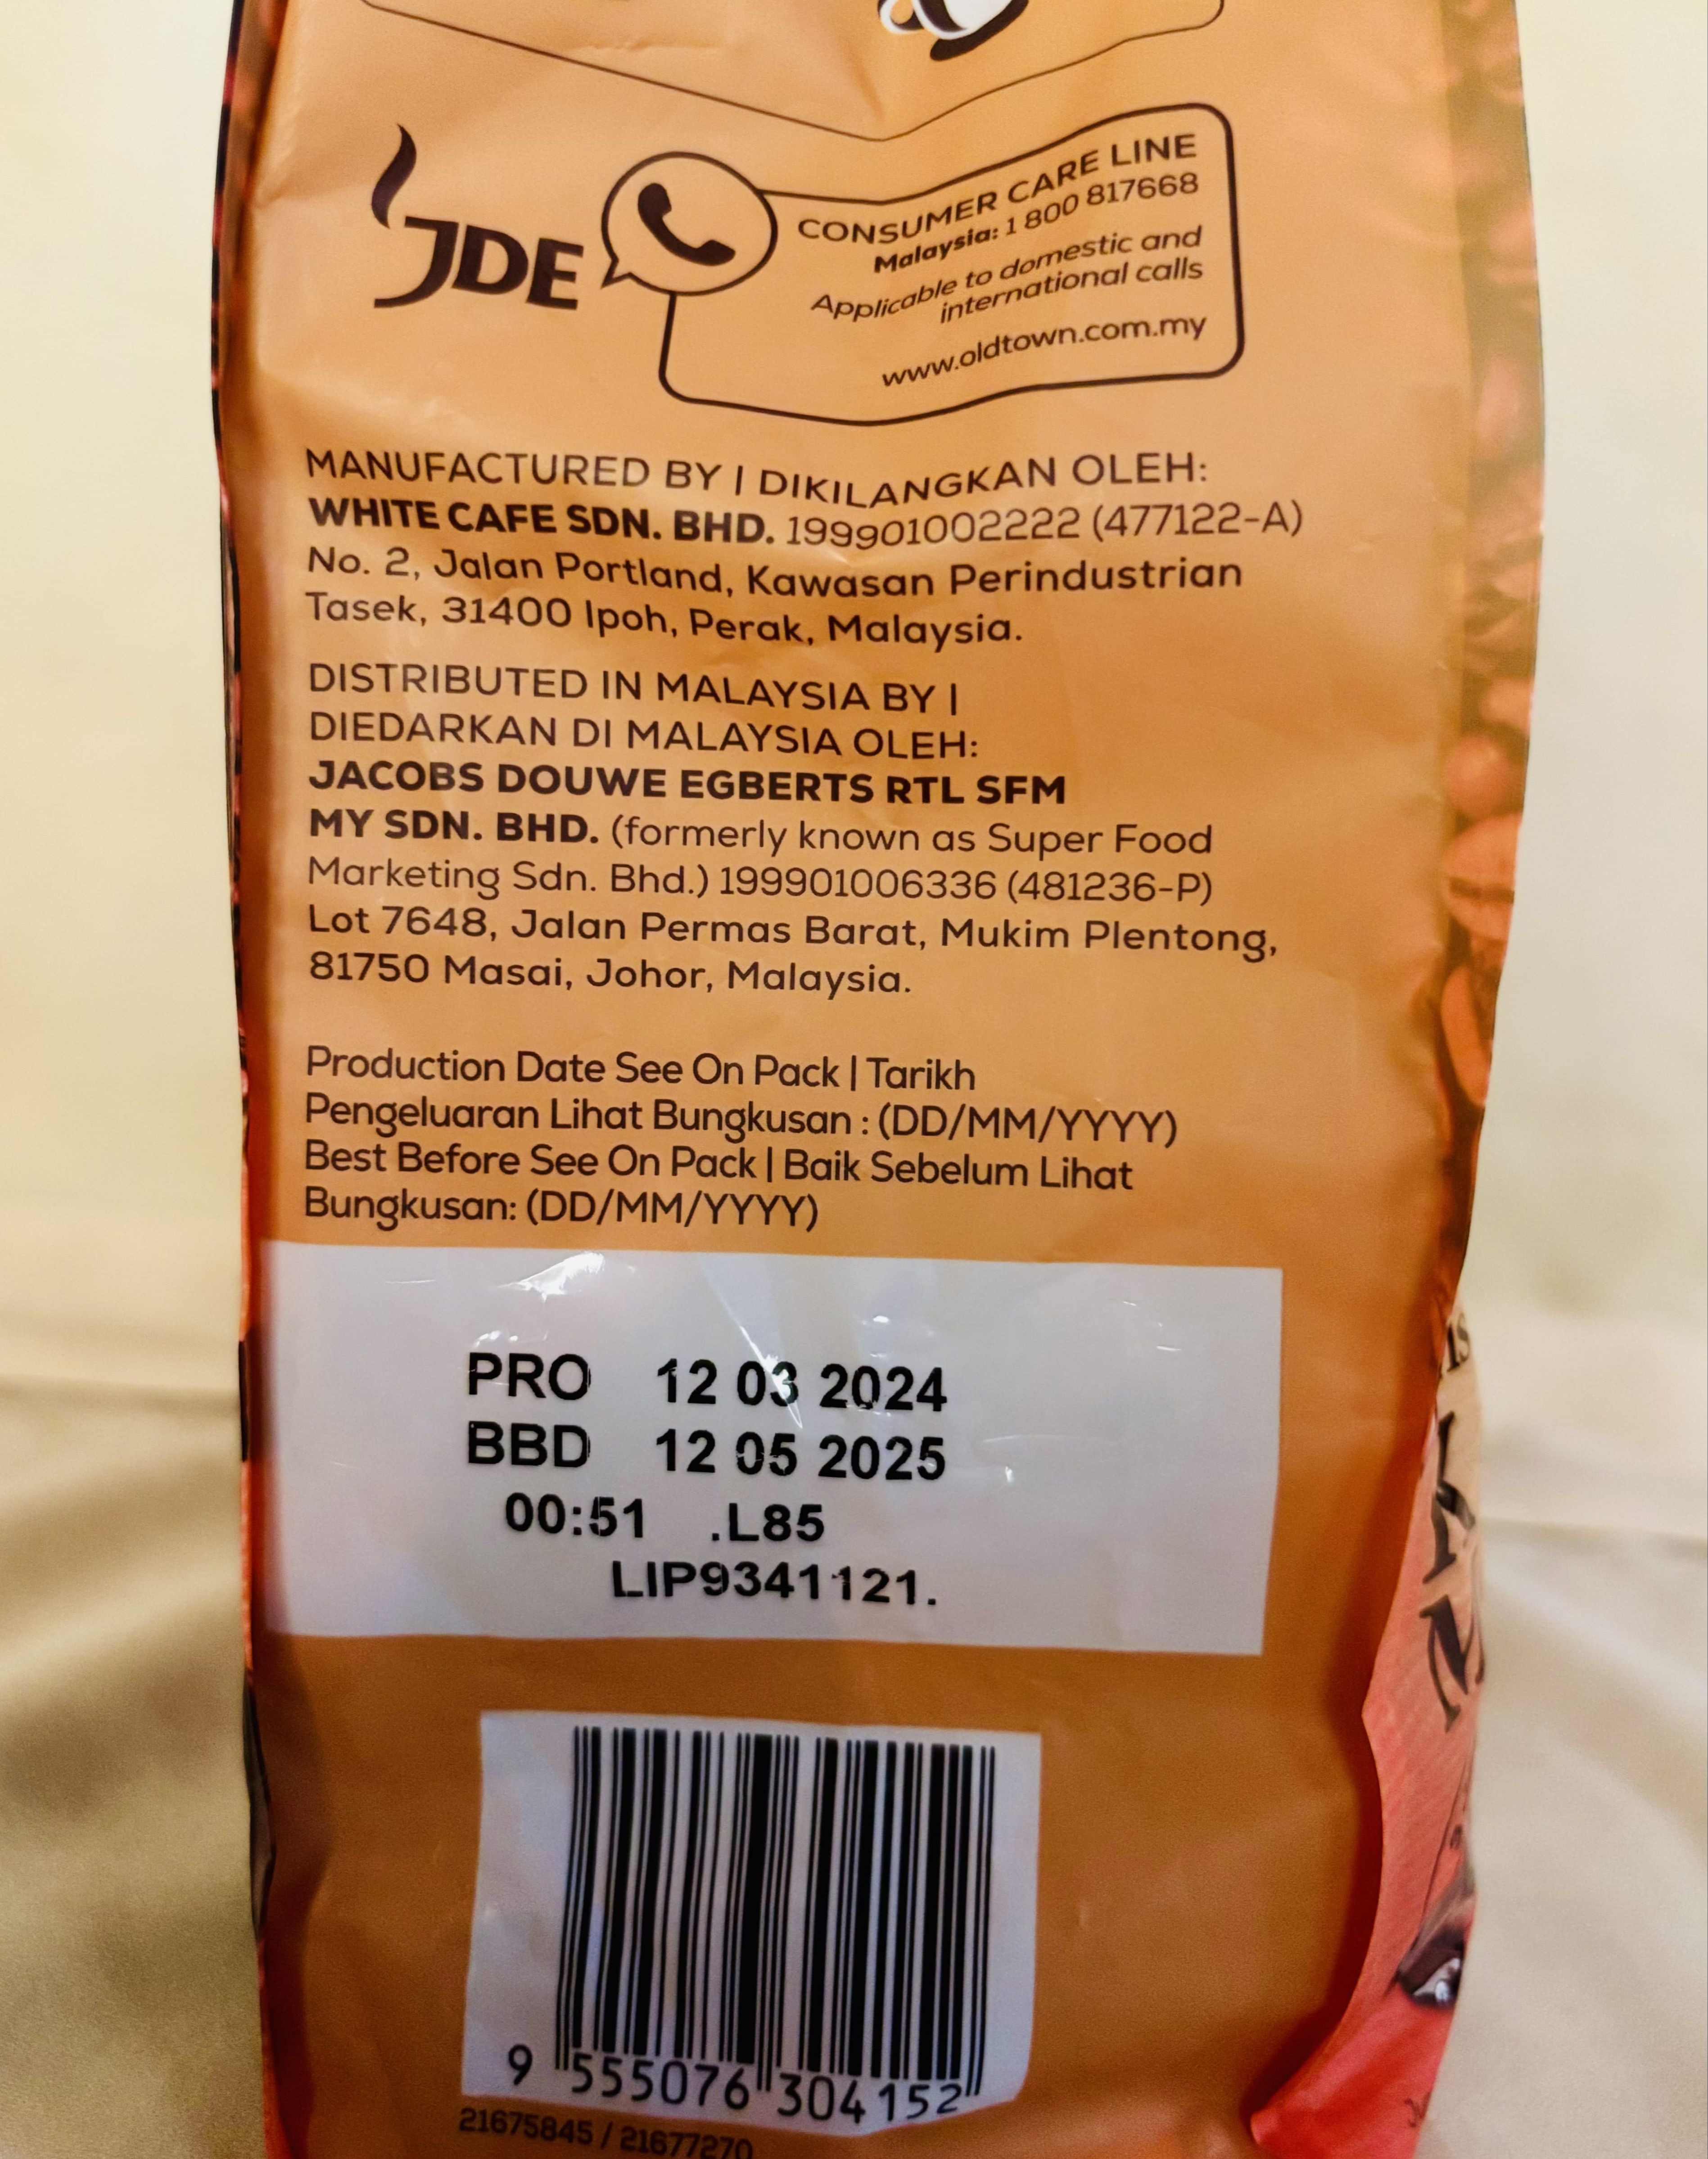 JDE
CONSUMER CARE LINE
Malaysia: 1 800 817668
Applicable to domestic and
international calls
www.oldtown.com.my
MANUFACTURED BY | DIKILANGKAN OLEH:
WHITE CAFE SDN. BHD. 199901002222 (477122-A)
No. 2, Jalan Portland, Kawasan Perindustrian
Tasek, 31400 Ipoh, Perak, Malaysia.
DISTRIBUTED IN MALAYSIA BY |
DIEDARKAN DI MALAYSIA OLEH:
JACOBS DOUWE EGBERTS RTL SFM
MY SDN. BHD. (formerly known as Super Food
Marketing Sdn. Bhd.) 199901006336 (481236-P)
Lot 7648, Jalan Permas Barat, Mukim Plentong,
81750 Masai, Johor, Malaysia.
Production Date See On Pack | Tarikh
Pengeluaran Lihat Bungkusan : (DD/MM/YYYY)
Best Before See On Pack | Baik Sebelum Lihat
Bungkusan: (DD/MM/YYYY)
PRO 12 03 2024
BBD 12 05 2025
00:51 .L85
LIP9341121.
9 555076 304152
21675845 / 21677270